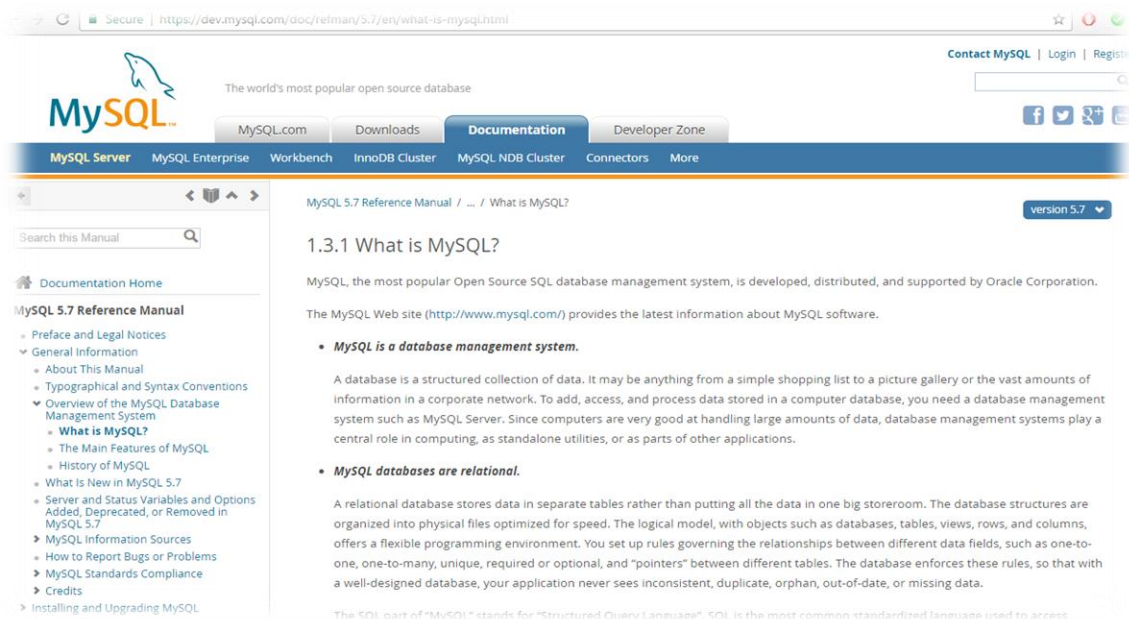 Secure | https://dev.mysql.com/doc/refman/5.7/en/what-is-mysql.html
Contact MySQL | Login | Registe
MySQL™
The world's most popular open source database
MySQL.com Downloads Documentation Developer Zone
MySQL Server MySQL Enterprise Workbench InnoDB Cluster MySQL NDB Cluster Connectors More
Search this Manual
Documentation Home
MySQL 5.7 Reference Manual
Preface and Legal Notices
General Information
About This Manual
Typographical and Syntax Conventions
Overview of the MySQL Database
Management System
What is MySQL?
The Main Features of MySQL
History of MySQL
What Is New in MySQL 5.7
Server and Status Variables and Options
Added, Deprecated, or Removed in
MySQL 5.7
MySQL Information Sources
How to Report Bugs or Problems
MySQL Standards Compliance
Credits
Installing and Upgrading MySQL
MySQL 5.7 Reference Manual / ... / What is MySQL?
version 5.7
1.3.1 What is MySQL?
MySQL, the most popular Open Source SQL database management system, is developed, distributed, and supported by Oracle Corporation.
The MySQL Web site (http://www.mysql.com/) provides the latest information about MySQL software.
• MySQL is a database management system.
A database is a structured collection of data. It may be anything from a simple shopping list to a picture gallery or the vast amounts of
information in a corporate network. To add, access, and process data stored in a computer database, you need a database management
system such as MySQL Server. Since computers are very good at handling large amounts of data, database management systems play a
central role in computing, as standalone utilities, or as parts of other applications.
• MySQL databases are relational.
A relational database stores data in separate tables rather than putting all the data in one big storeroom. The database structures are
organized into physical files optimized for speed. The logical model, with objects such as databases, tables, views, rows, and columns,
offers a flexible programming environment. You set up rules governing the relationships between different data fields, such as one-to-
one, one-to-many, unique, required or optional, and “pointers” between different tables. The database enforces these rules, so that with
a well-designed database, your application never sees inconsistent, duplicate, orphan, out-of-date, or missing data.
The SQL part of “MySQL” stands for “Structured Query Language”. SQL is the most common standardized language used to access